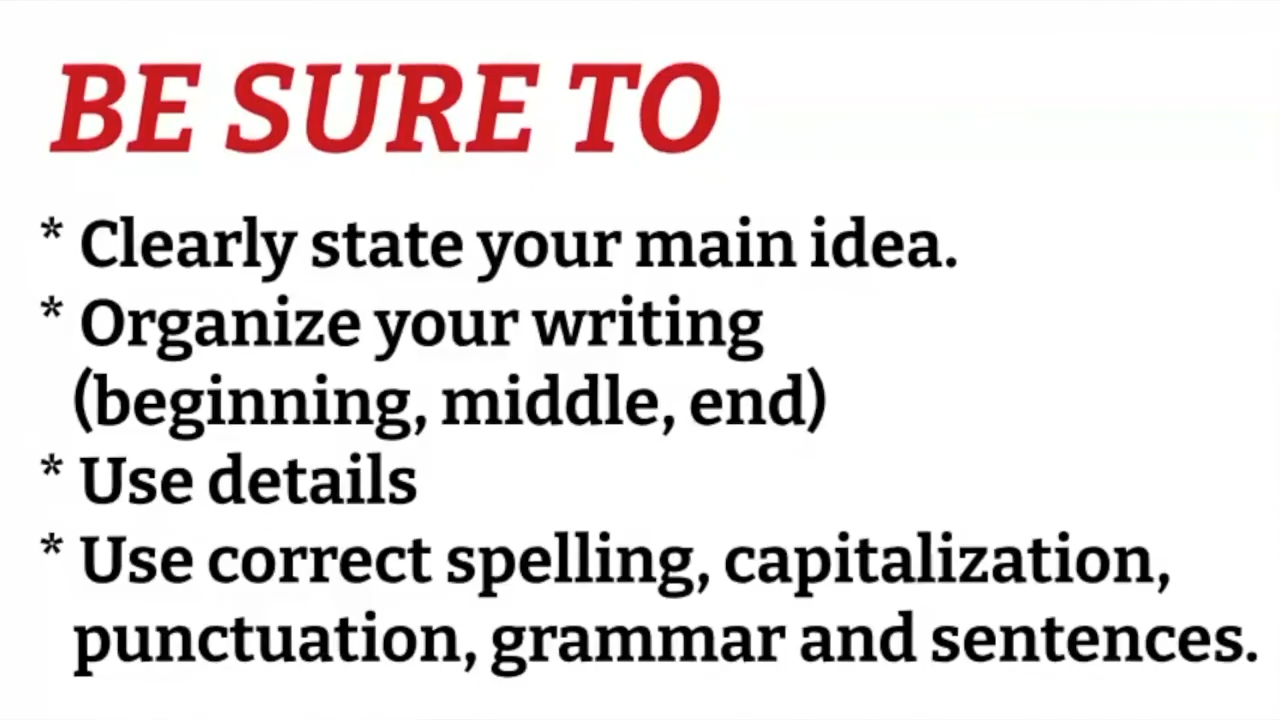 BE SURE TO
* Clearly state your main idea.
* Organize your writing
(beginning, middle, end)
* Use details
* Use correct spelling, capitalization,
punctuation, grammar and sentences.